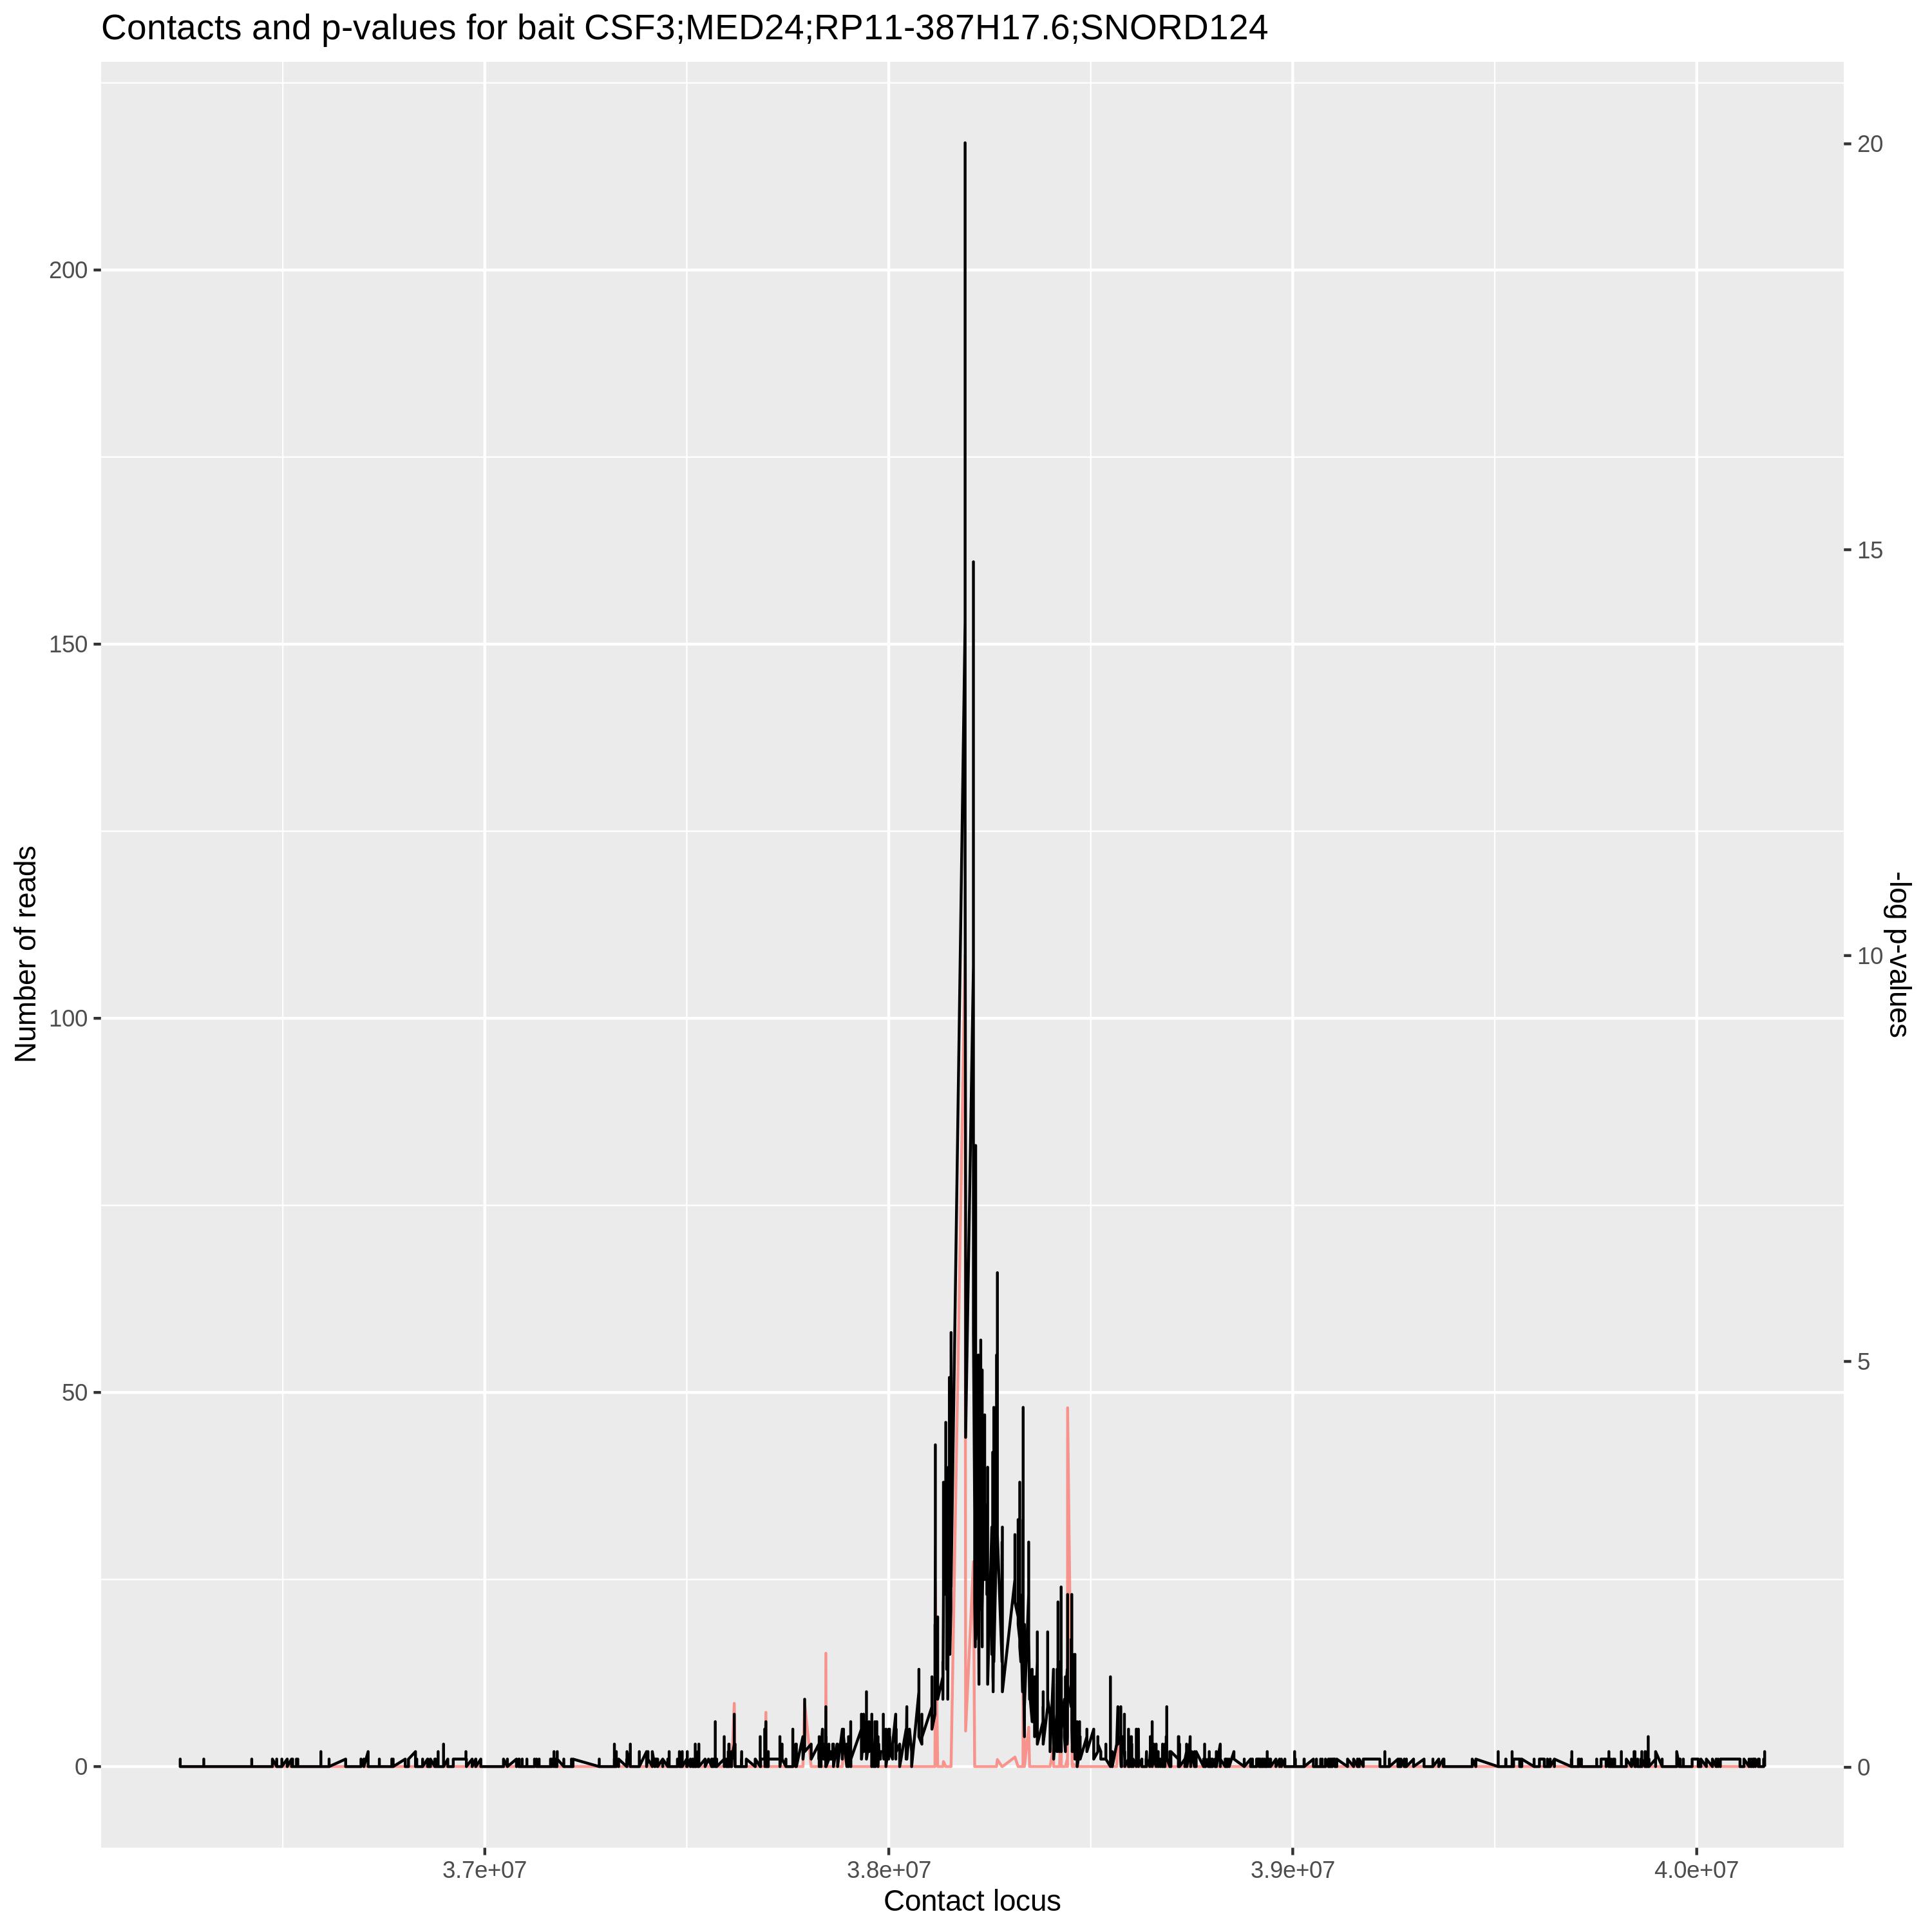 Contacts and p-values for bait CSF3;MED24;RP11-387H17.6;SNORD124
200
150
100
50
0
Number of reads
20
15
10
5
0
-log p-values
3.7e+07
3.8e+07
3.9e+07
4.0e+07
Contact locus